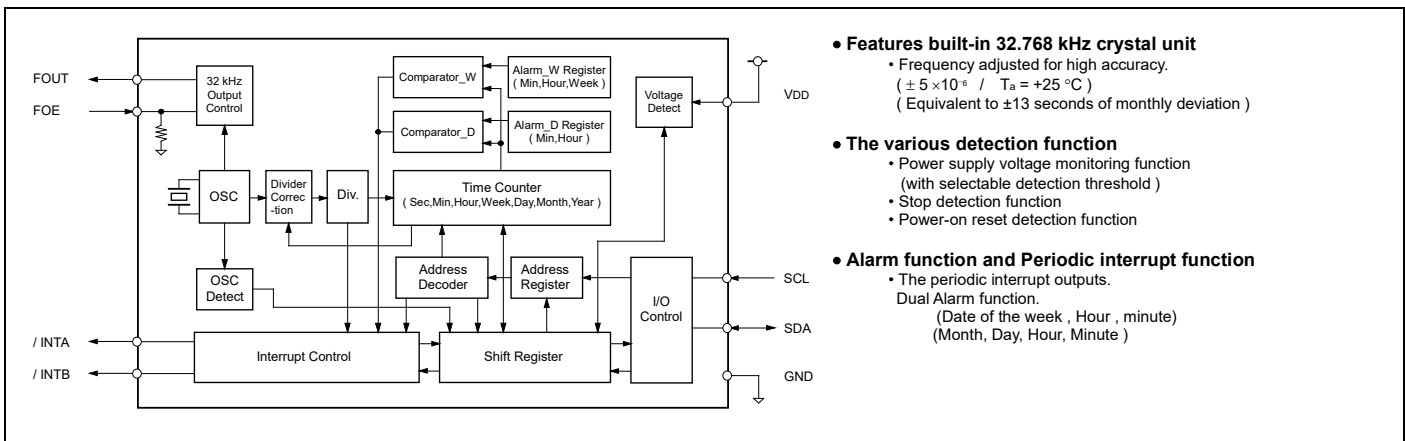 FOUT
FOE
32 kHz
Output
Control
Comparator_W
Alarm_W Register
( Min,Hour,Week )
Comparator_D
Alarm_D Register
( Min,Hour )
Voltage
Detect
VDD
OSC
Divider
Correc
-tion
Div.
Time Counter
( Sec,Min,Hour,Week,Day,Month,Year )
OSC
Detect
Address
Decoder
Address
Register
I/O
Control
SCL
SDA
/ INTA
/ INTB
Interrupt Control
Shift Register
GND
● Features built-in 32.768 kHz crystal unit
• Frequency adjusted for high accuracy.
( ± 5 ×10⁻⁶ / Ta = +25 °C )
( Equivalent to ±13 seconds of monthly deviation )
● The various detection function
• Power supply voltage monitoring function
(with selectable detection threshold )
• Stop detection function
• Power-on reset detection function
● Alarm function and Periodic interrupt function
• The periodic interrupt outputs.
Dual Alarm function.
(Date of the week , Hour , minute)
(Month, Day, Hour, Minute )